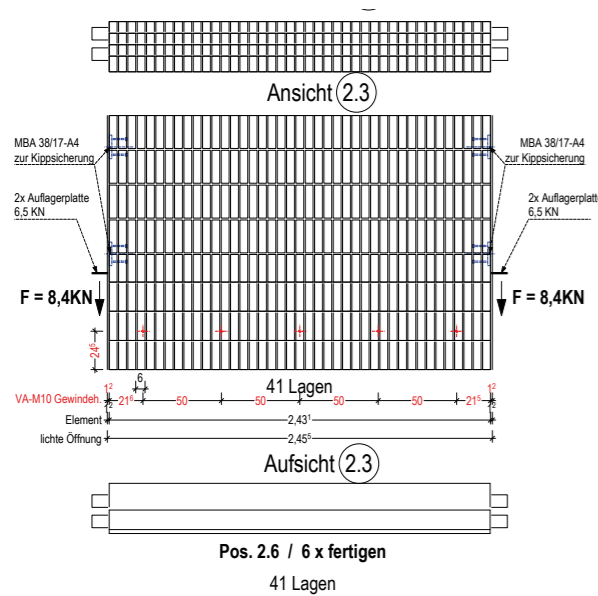 Ansicht 2.3
MBA 38/17-A4
zur Kippsicherung
MBA 38/17-A4
zur Kippsicherung
2x Auflagerplatte
6,5 KN
2x Auflagerplatte
6,5 KN
F = 8,4KN
F = 8,4KN
24⁵
6
41 Lagen
1²
1²
VA-M10 Gewindeh.
21⁶
50
50
50
50
21⁵
Element
2,43¹
lichte Öffnung
2,45⁵
Aufsicht 2.3
Pos. 2.6 / 6 x fertigen
41 Lagen